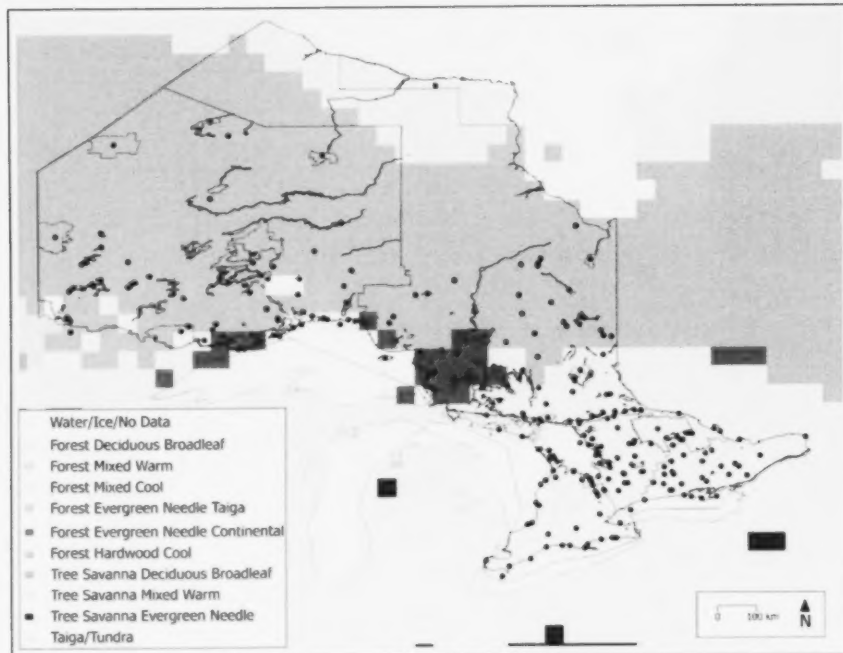 Water/Ice/No Data
Forest Deciduous Broadleaf
Forest Mixed Warm
Forest Mixed Cool
Forest Evergreen Needle Taiga
Forest Evergreen Needle Continental
Forest Hardwood Cool
Tree Savanna Deciduous Broadleaf
Tree Savanna Mixed Warm
Tree Savanna Evergreen Needle
Taiga/Tundra
0 100 km
N